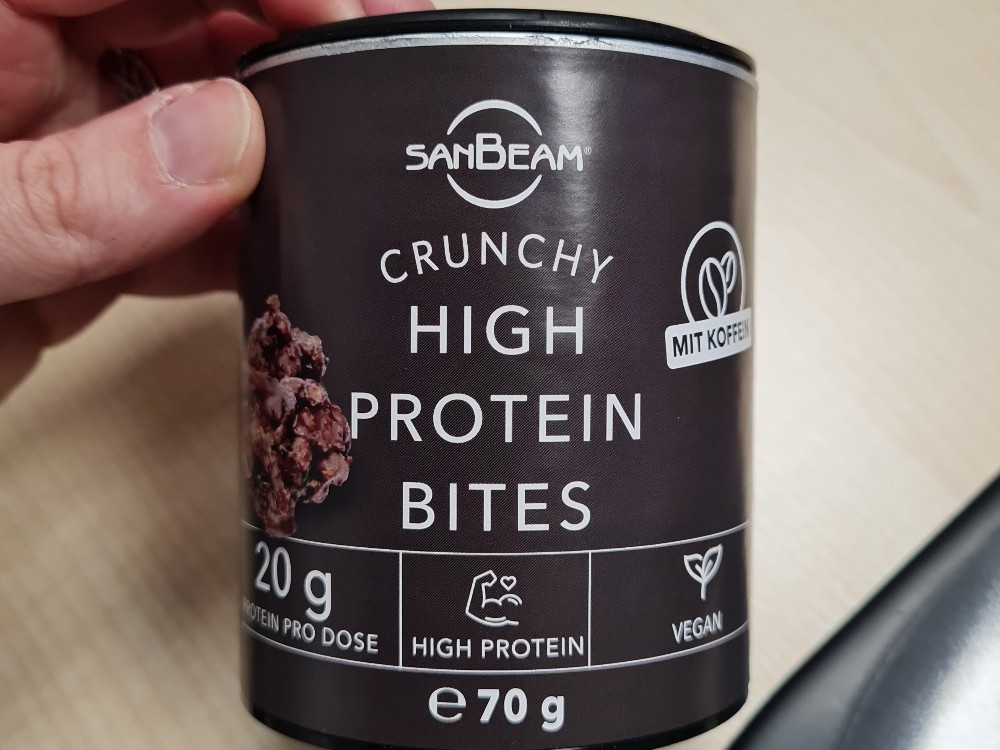 SANBEAM®
CRUNCHY
HIGH
PROTEIN
BITES
MIT KOFFEIN
20 g
PROTEIN PRO DOSE
HIGH PROTEIN
VEGAN
℮ 70 g